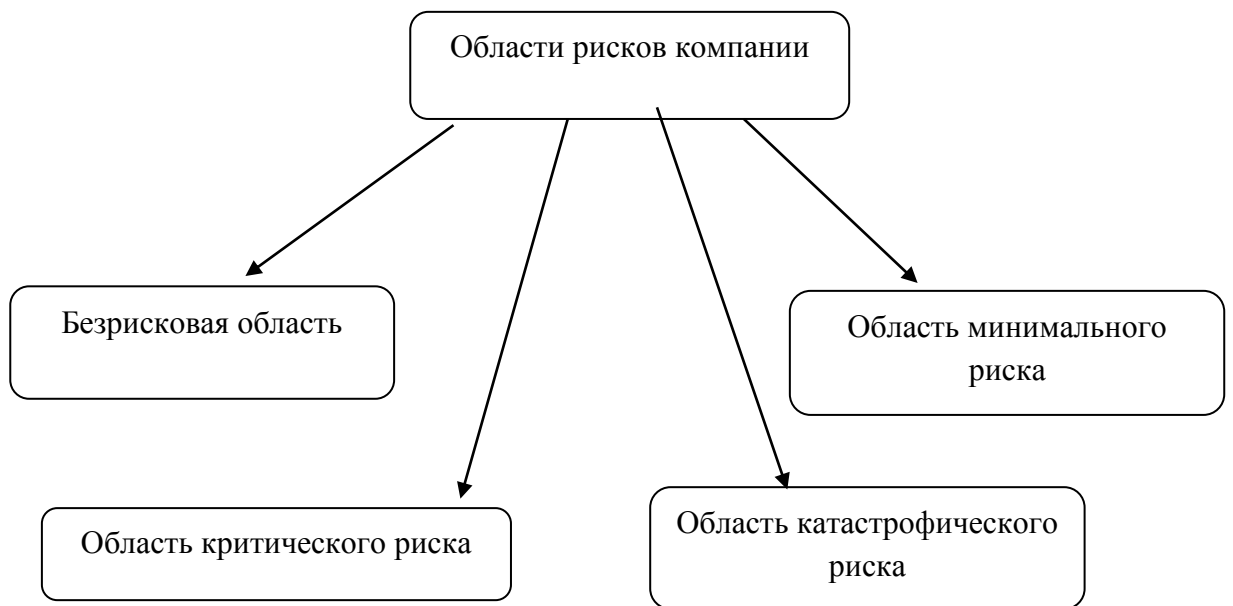 Области рисков компании
Безрисковая область
Область минимального
риска
Область критического риска
Область катастрофического
риска